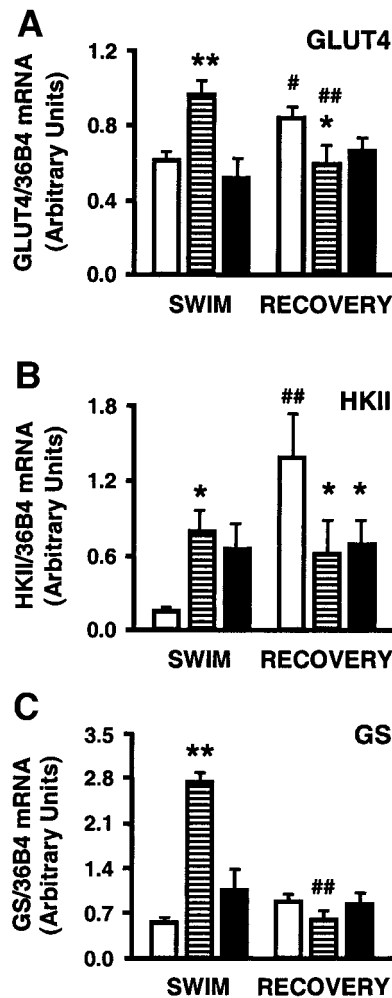 A
GLUT4
GLUT4/36B4 mRNA
(Arbitrary Units)
1.2
0.8
0.4
0.0
**
#
##
*
SWIM
RECOVERY
B
HKII
HKII/36B4 mRNA
(Arbitrary Units)
1.8
1.2
0.6
0.0
*
##
*
*
SWIM
RECOVERY
C
GS
GS/36B4 mRNA
(Arbitrary Units)
3.5
2.8
2.1
1.4
0.7
0.0
**
##
SWIM
RECOVERY